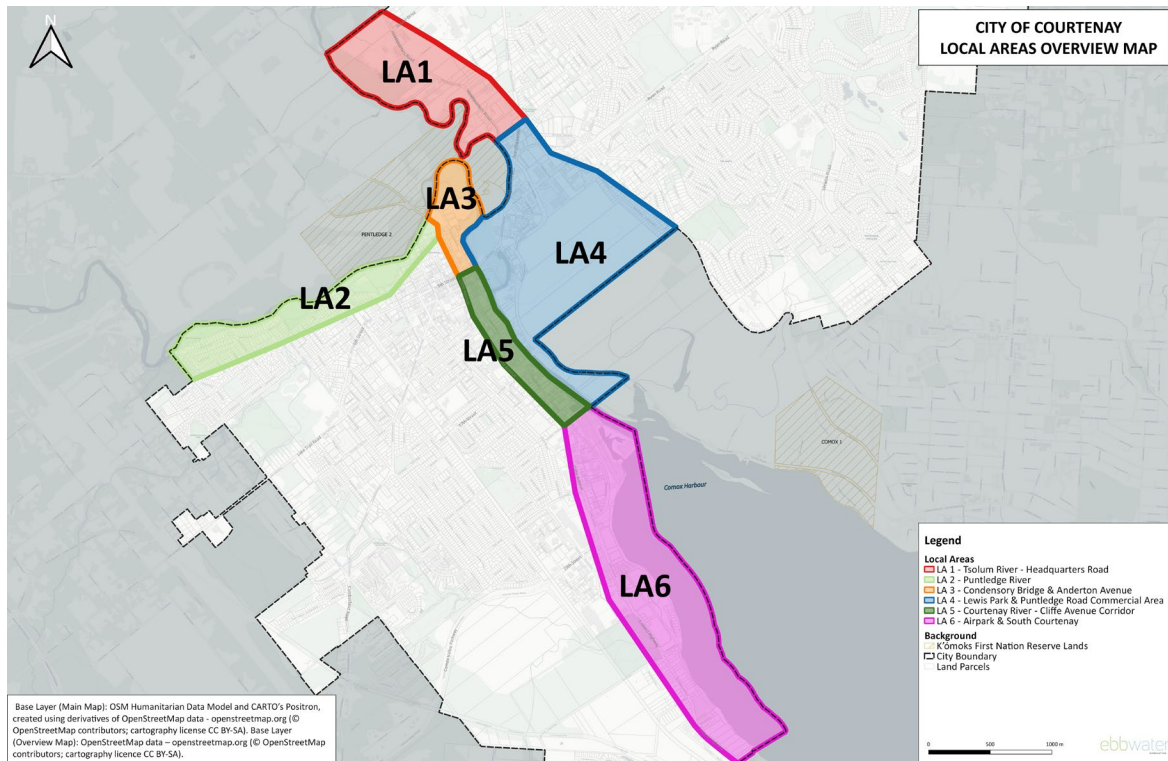 N
CITY OF COURTENAY
LOCAL AREAS OVERVIEW MAP
LA1
LA3
PENTLEDGE 2
LA4
LA2
LA5
COMOX 1
Comox Harbour
LA6
Legend
Local Areas
LA 1 - Tsolum River - Headquarters Road
LA 2 - Puntledge River
LA 3 - Condensory Bridge & Anderton Avenue
LA 4 - Lewis Park & Puntledge Road Commercial Area
LA 5 - Courtenay River - Cliffe Avenue Corridor
LA 6 - Airpark & South Courtenay
Background
K'ómoks First Nation Reserve Lands
City Boundary
Land Parcels
Base Layer (Main Map): OSM Humanitarian Data Model and CARTO's Positron,
created using derivatives of OpenStreetMap data - openstreetmap.org (©
OpenStreetMap contributors; cartography license CC BY-SA). Base Layer
(Overview Map): OpenStreetMap data – openstreetmap.org (© OpenStreetMap
contributors; cartography licence CC BY-SA).
0 500 1000 m
ebbwater